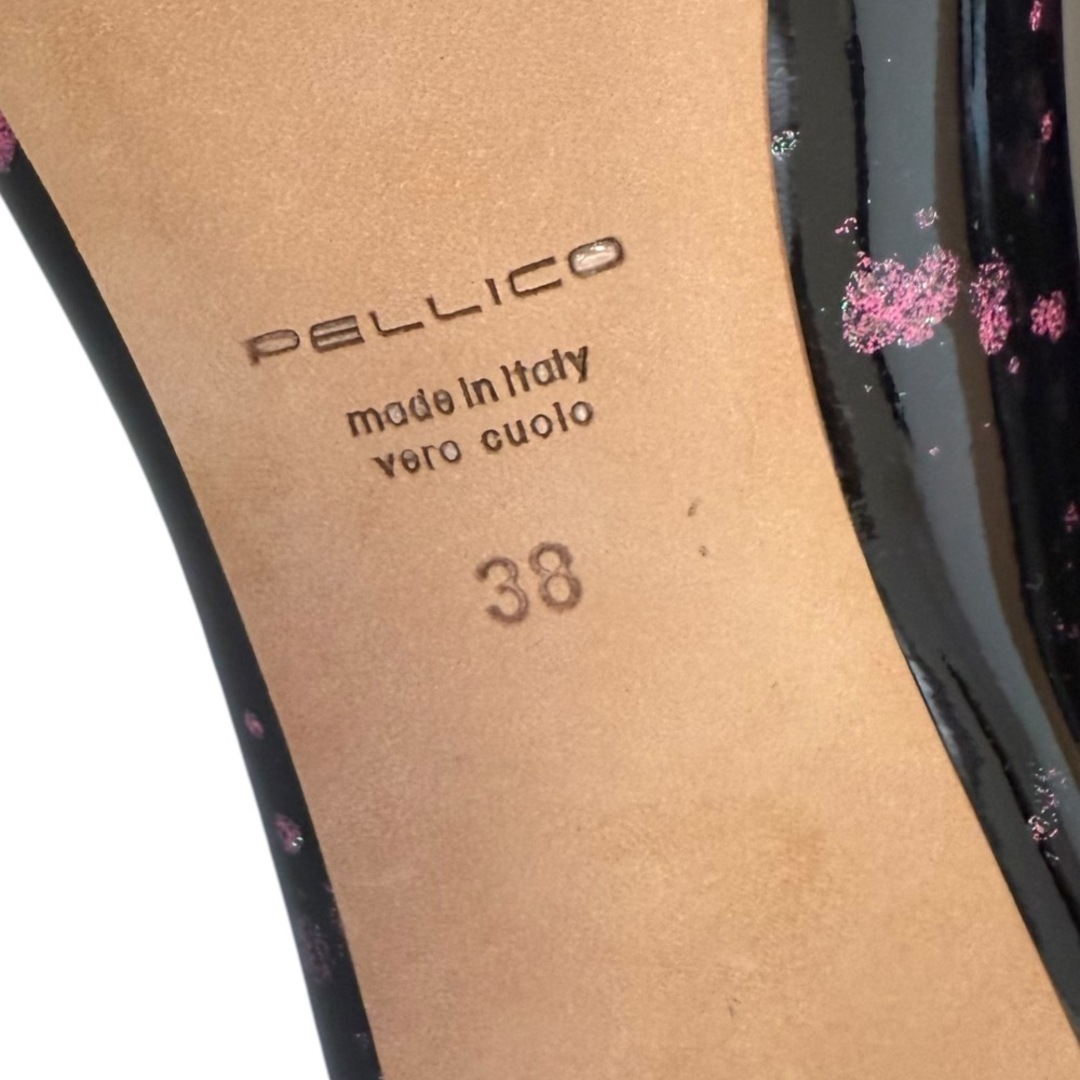 PELLICO
made in Italy
vero cuoio
38